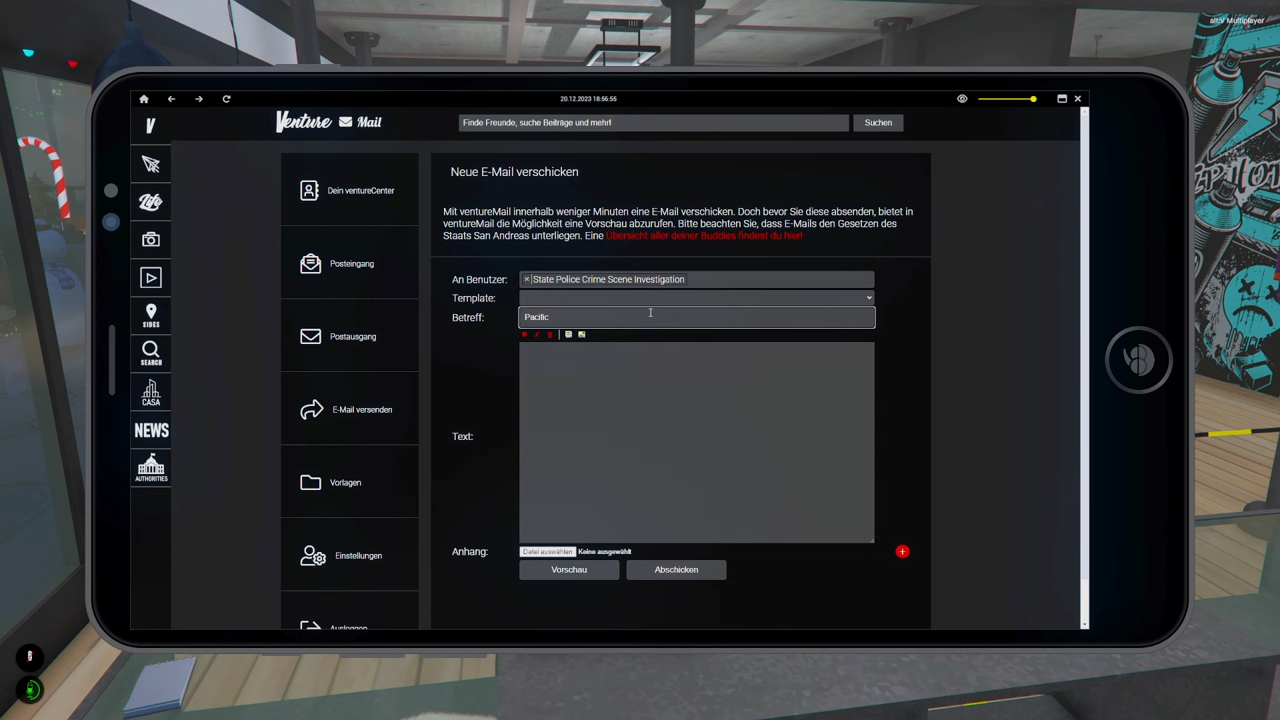 alt:V Multiplayer
20.12.2023 18:56:55
V
Venture Mail
Finde Freunde, suche Beiträge und mehr!
Suchen
Life
SIDES
SEARCH
CASA
NEWS
AUTHORITIES
Dein ventureCenter
Posteingang
Postausgang
E-Mail versenden
Vorlagen
Einstellungen
Ausloggen
Neue E-Mail verschicken
Mit ventureMail innerhalb weniger Minuten eine E-Mail verschicken. Doch bevor Sie diese absenden, bietet in
ventureMail die Möglichkeit eine Vorschau abzurufen. Bitte beachten Sie, dass E-Mails den Gesetzen des
Staats San Andreas unterliegen. Eine Übersicht aller deiner Buddies findest du hier!
An Benutzer: × State Police Crime Scene Investigation
Template:
Betreff: Pacific
Text:
Anhang: Datei auswählen Keine ausgewählt
Vorschau Abschicken